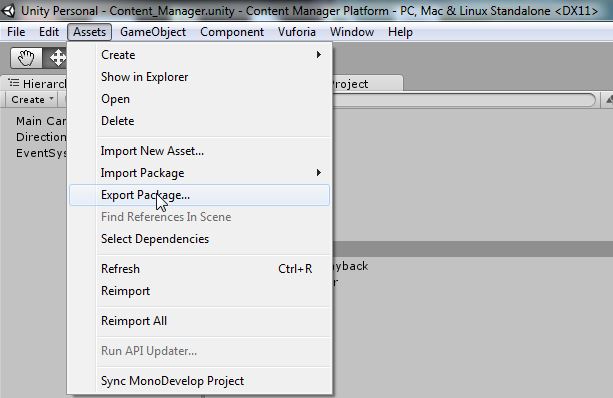 Unity Personal - Content_Manager.unity - Content Manager Platform - PC, Mac & Linux Standalone <DX11>
File Edit Assets GameObject Component Vuforia Window Help
Hierarc
roject
Create
Main Car
Direction
EventSys
yback
r
Create
Show in Explorer
Open
Delete
Import New Asset...
Import Package
Export Package...
Find References In Scene
Select Dependencies
Refresh Ctrl+R
Reimport
Reimport All
Run API Updater...
Sync MonoDevelop Project